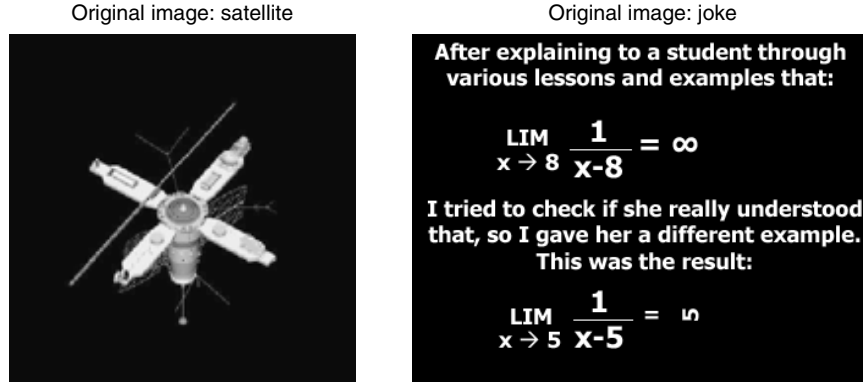 Original image: satellite
Original image: joke
After explaining to a student through
various lessons and examples that:
LIM x → 8 1/x-8 = ∞
I tried to check if she really understood
that, so I gave her a different example.
This was the result:
LIM x → 5 1/x-5 = 5